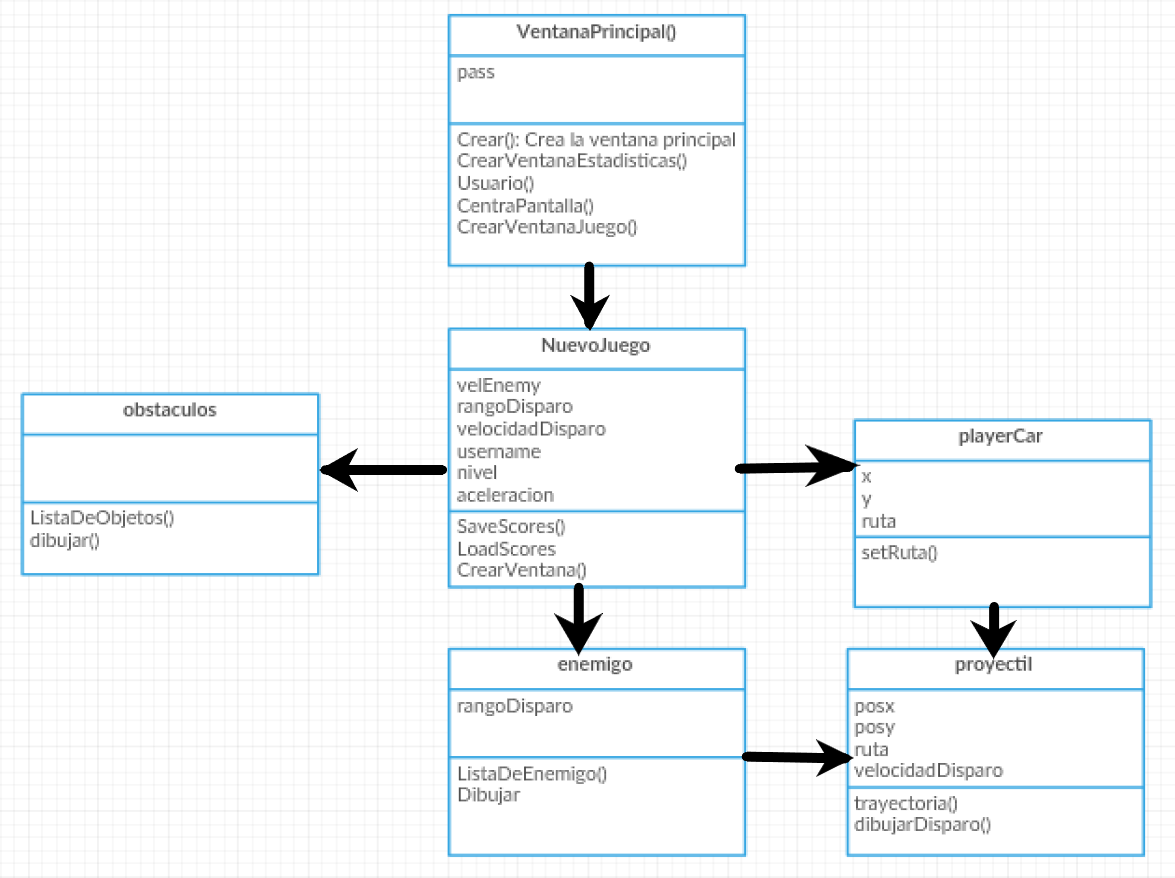 VentanaPrincipal()
pass
Crear(): Crea la ventana principal
CrearVentanaEstadisticas()
Usuario()
CentraPantalla()
CrearVentanaJuego()
NuevoJuego
velEnemy
rangoDisparo
velocidadDisparo
username
nivel
aceleracion
SaveScores()
LoadScores
CrearVentana()
obstaculos
ListaDeObjetos()
dibujar()
playerCar
x
y
ruta
setRuta()
enemigo
rangoDisparo
ListaDeEnemigo()
Dibujar
proyectil
posx
posy
ruta
velocidadDisparo
trayectoria()
dibujarDisparo()